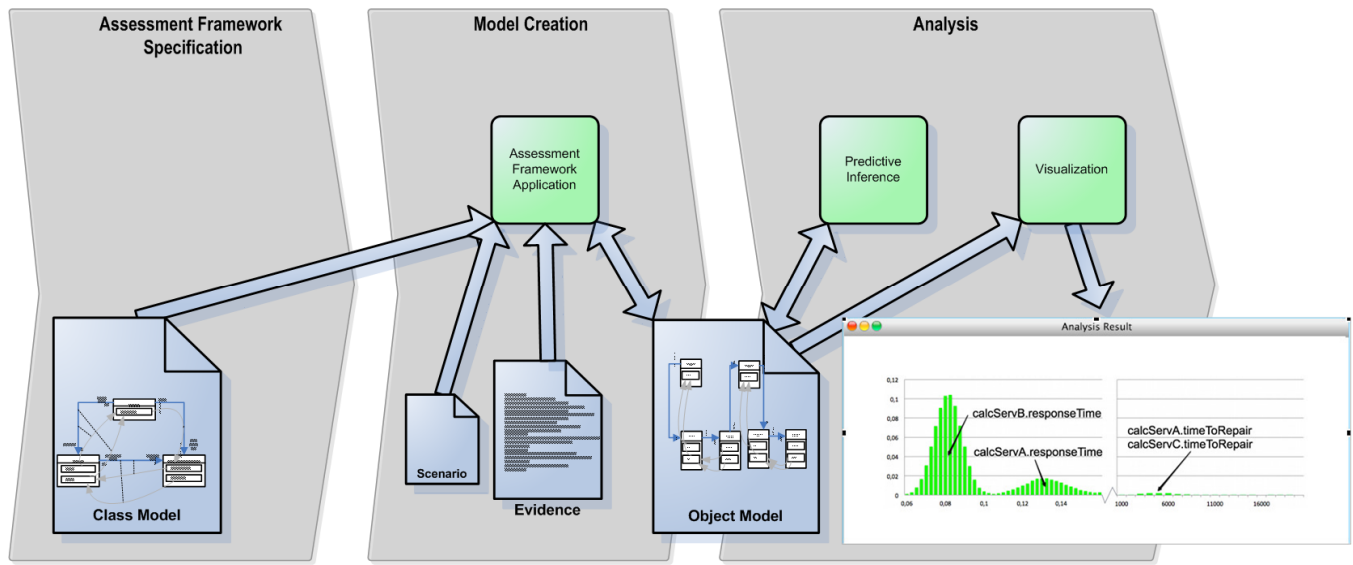 Assessment Framework
Specification
Model Creation
Analysis
Assessment
Framework
Application
Predictive
Inference
Visualization
Class Model
Scenario
Evidence
Object Model
Analysis Result
0,12
0,1
0,08
0,06
0,04
0,02
0
0,06
0,08
0,1
0,12
0,14
calcServB.responseTime
calcServA.responseTime
calcServA.timeToRepair
calcServC.timeToRepair
1000
6000
11000
16000